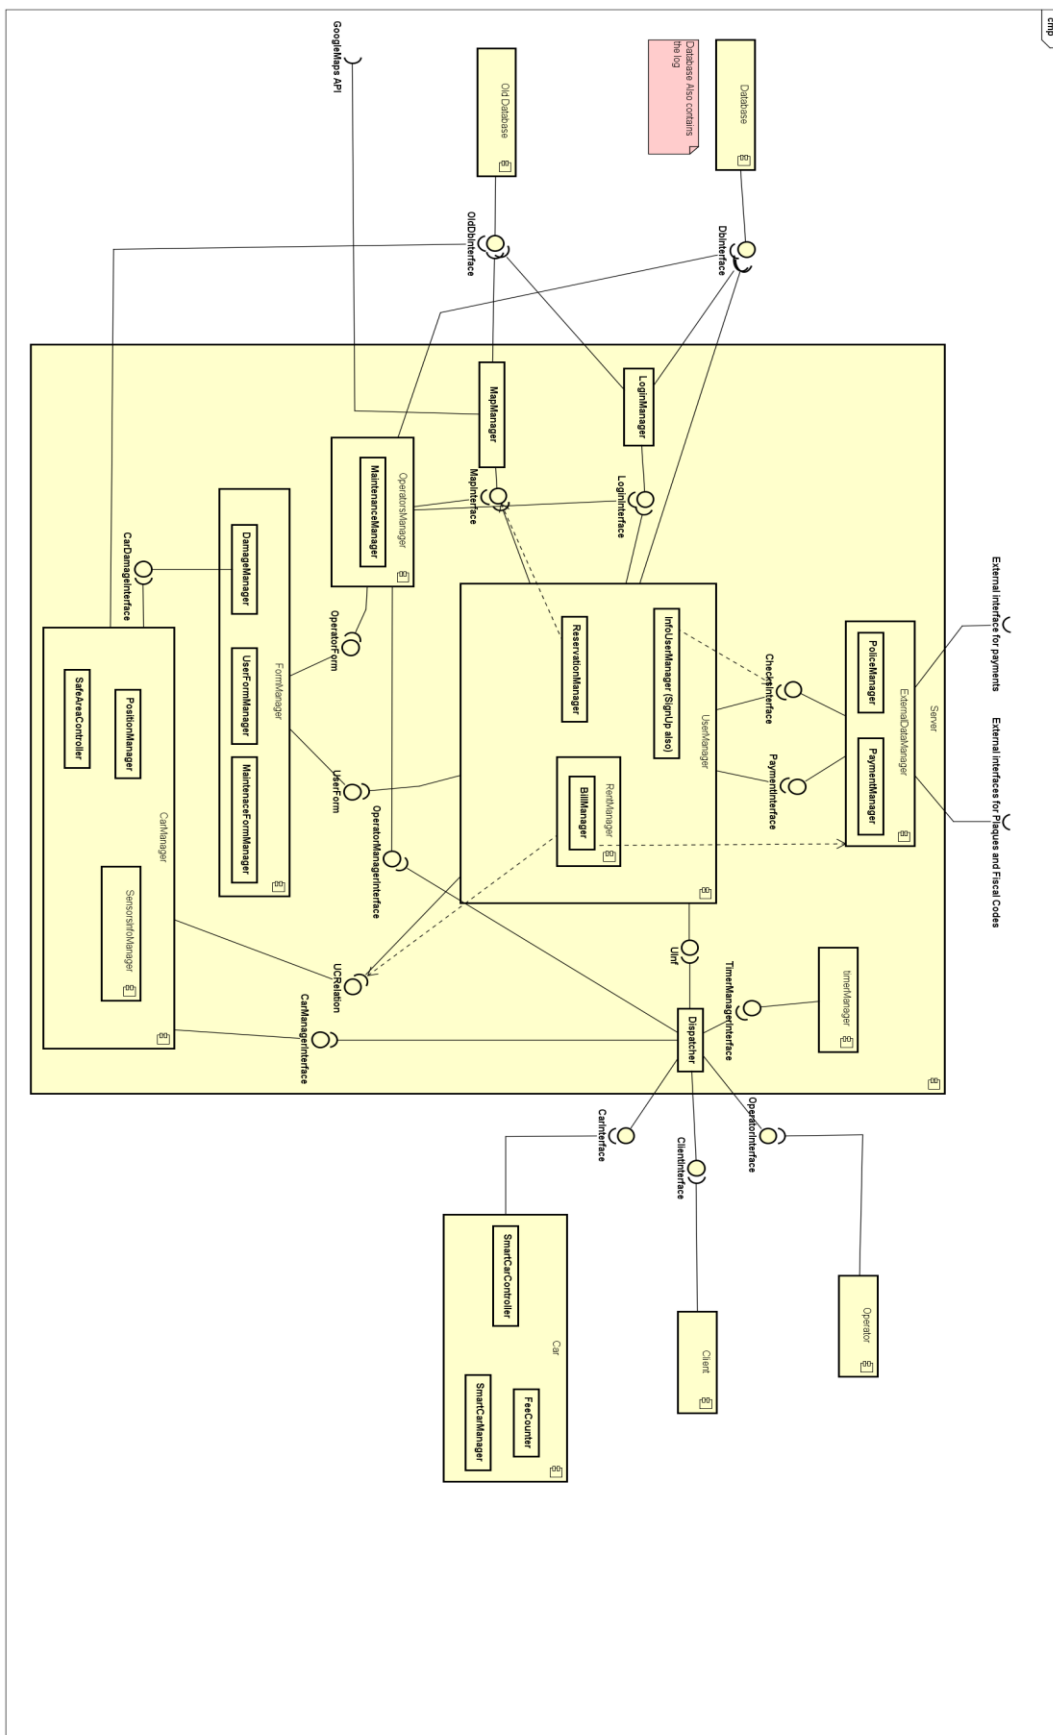 cmp
External interface for payments
External interfaces for Plaques and Fiscal Codes
Server
ExternalDataManager
PoliceManager
PaymentManager
Database
Database Also contains
the log
DbInterface
ChecksInterface
PaymentInterface
timerManager
TimerManagerInterface
Operator
OperatorInterface
UserManager
InfoUserManager (SignUp also)
LoginManager
LoginInterface
UInf
Dispatcher
ClientInterface
Client
RentManager
BillManager
ReservationManager
CarInterface
Car
FeeCounter
SmartCarController
SmartCarManager
Old Database
OldDbInterface
MapManager
MapInterface
GoogleMaps API
OperatorsManager
MaintenanceManager
OperatorForm
UserForm
OperatorManagerInterface
UCRelation
CarManagerInterface
FormManager
DamageManager
UserFormManager
MaintenaceFormManager
CarDamageInterface
CarManager
PositionManager
SafeAreaController
SensorsInfoManager